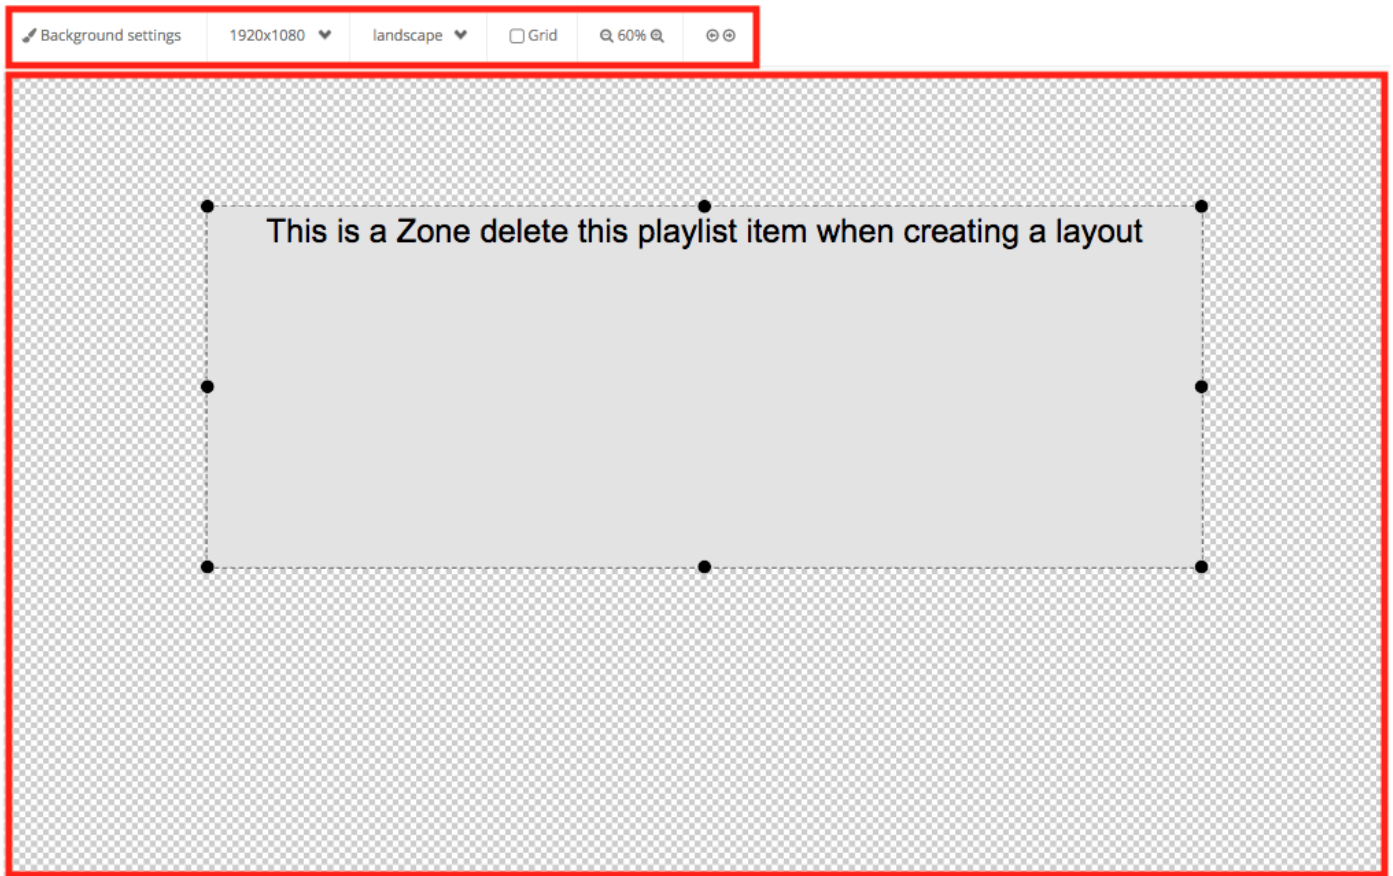 Background settings 1920x1080 landscape Grid 60%
This is a Zone delete this playlist item when creating a layout